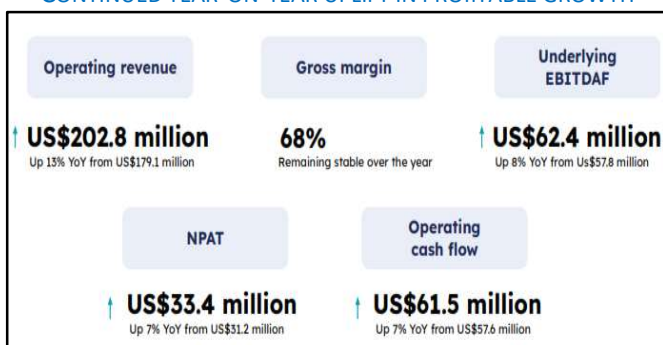 CONTINUED YEAR-ON-YEAR UPLIFT IN PROFITABLE GROWTH
Operating revenue
US$202.8 million
Up 13% YoY from US$179.1 million
Gross margin
68%
Remaining stable over the year
Underlying
EBITDAF
US$62.4 million
Up 8% YoY from Us$57.8 million
NPAT
US$33.4 million
Up 7% YoY from US$31.2 million
Operating
cash flow
US$61.5 million
Up 7% YoY from US$57.6 million